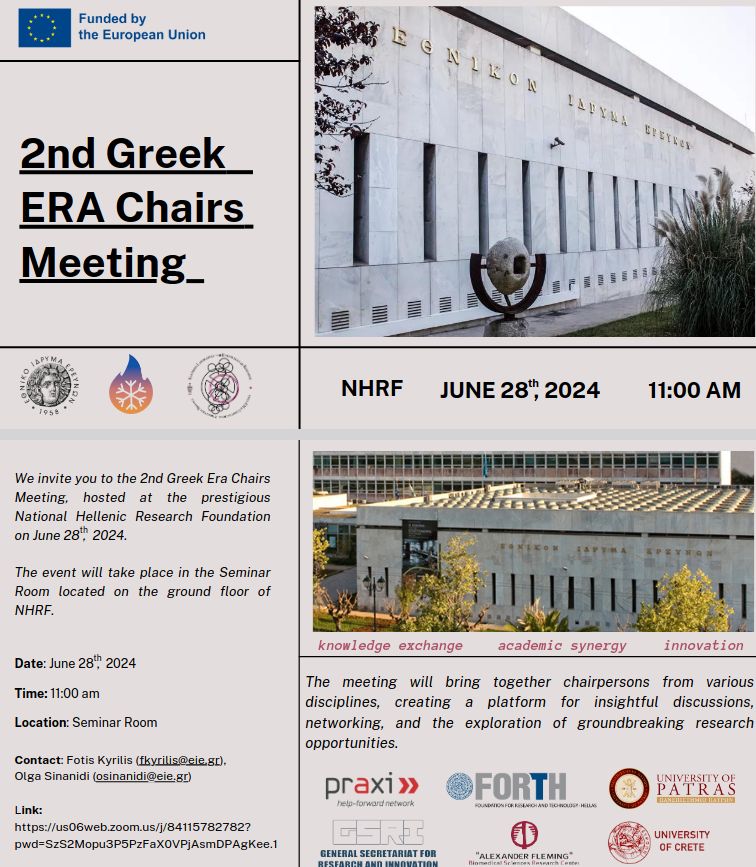 Funded by
the European Union
2nd Greek
ERA Chairs
Meeting
ΕΘΝΙΚΟΝ ΙΔΡΥΜΑ ΕΡΕΥΝΩΝ
ΕΘΝΙΚΟ ΙΔΡΥΜΑ ΕΡΕΥΝΩΝ
1958
NHRF JUNE 28th, 2024 11:00 AM
We invite you to the 2nd Greek Era Chairs
Meeting, hosted at the prestigious
National Hellenic Research Foundation
on June 28th, 2024.
The event will take place in the Seminar
Room located on the ground floor of
NHRF.
Date: June 28th, 2024
Time: 11:00 am
Location: Seminar Room
Contact: Fotis Kyrilis (fkyrilis@eie.gr),
Olga Sinanidi (osinanidi@eie.gr)
Link:
https://us06web.zoom.us/j/84115782782?
pwd=SzS2Mopu3P5PzFaX0VPjAsmDPAgKee.1
ΕΘΝΙΚΟΝ ΙΔΡΥΜΑ ΕΡΕΥΝΩΝ
knowledge exchange academic synergy innovation
The meeting will bring together chairpersons from various
disciplines, creating a platform for insightful discussions,
networking, and the exploration of groundbreaking research
opportunities.
praxi
help-forward network
FORTH
FOUNDATION FOR RESEARCH AND TECHNOLOGY - HELLAS
UNIVERSITY OF
PATRAS
ΠΑΝΕΠΙΣΤΗΜΙΟ ΠΑΤΡΩΝ
GSRI
GENERAL SECRETARIAT FOR
RESEARCH AND INNOVATION
"ALEXANDER FLEMING"
Biomedical Sciences Research Center
UNIVERSITY
OF CRETE